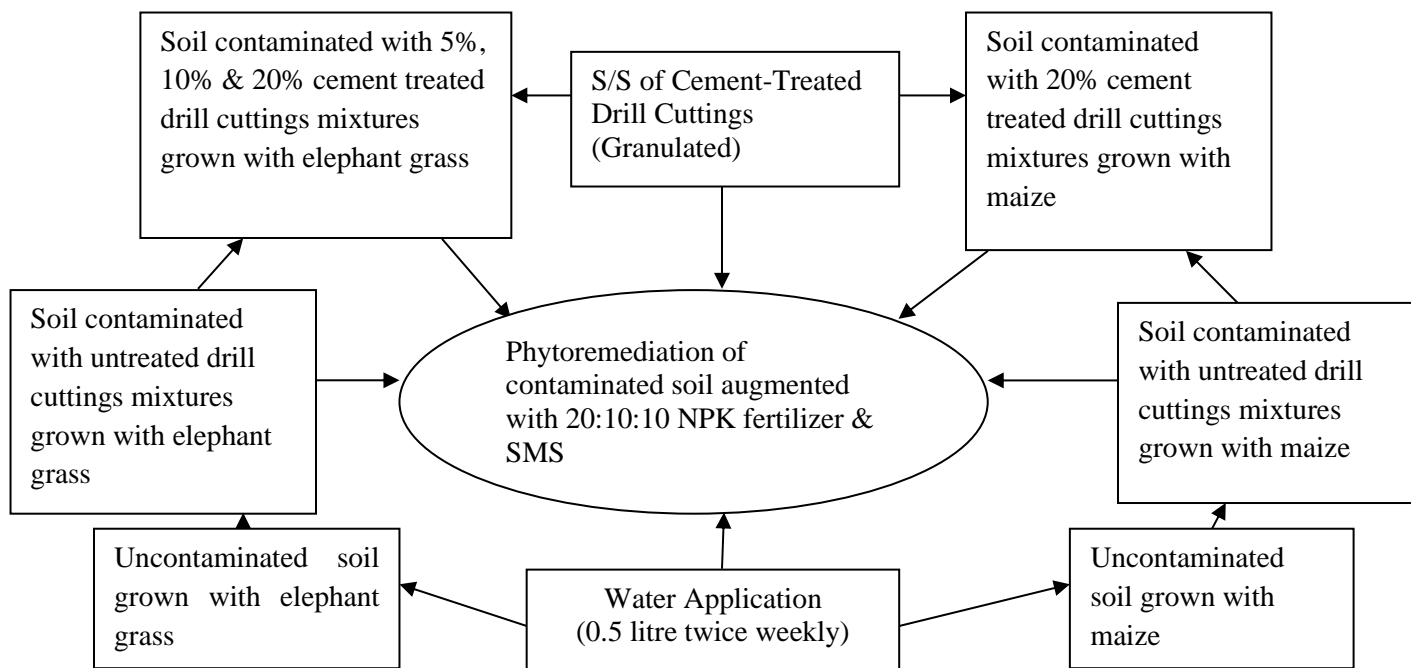 Soil contaminated with 5%,
10% & 20% cement treated
drill cuttings mixtures
grown with elephant grass
S/S of Cement-Treated
Drill Cuttings
(Granulated)
Soil contaminated
with 20% cement
treated drill cuttings
mixtures grown with
maize
Soil contaminated
with untreated drill
cuttings mixtures
grown with elephant
grass
Phytoremediation of
contaminated soil augmented
with 20:10:10 NPK fertilizer &
SMS
Soil contaminated
with untreated drill
cuttings mixtures
grown with maize
Uncontaminated soil
grown with elephant
grass
Water Application
(0.5 litre twice weekly)
Uncontaminated
soil grown with
maize